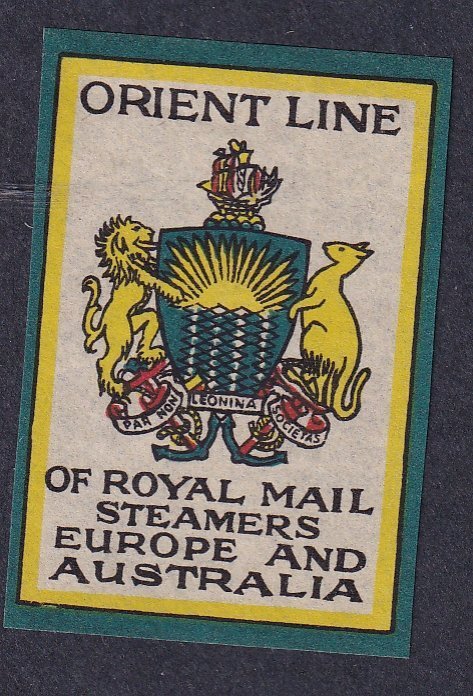 ORIENT LINE
PAR NON LEONINA SOCIETAS
OF ROYAL MAIL
STEAMERS
EUROPE AND
AUSTRALIA